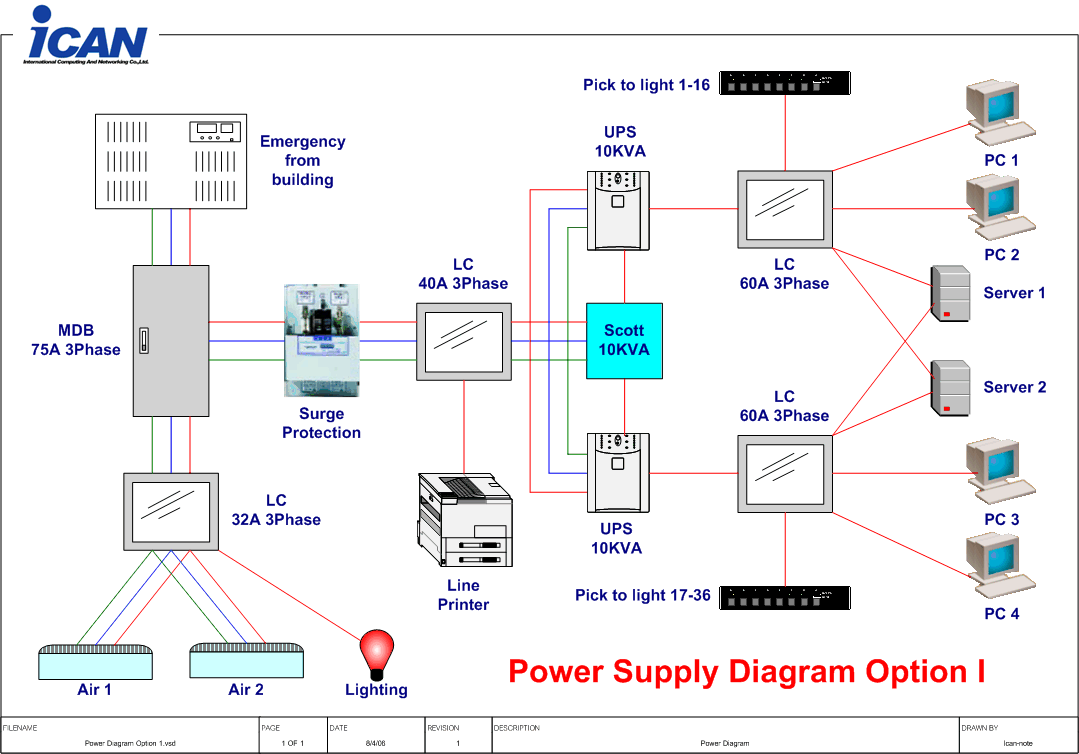 iCAN
International Computing And Networking Co.,Ltd.
Pick to light 1-16
Emergency
from
building
UPS
10KVA
PC 1
PC 2
LC
40A 3Phase
LC
60A 3Phase
Server 1
MDB
75A 3Phase
Scott
10KVA
Server 2
LC
60A 3Phase
Surge
Protection
LC
32A 3Phase
UPS
10KVA
PC 3
Line
Printer
Pick to light 17-36
PC 4
Air 1
Air 2
Lighting
Power Supply Diagram Option I
FILENAME
Power Diagram Option 1.vsd
PAGE
1 OF 1
DATE
8/4/06
REVISION
1
DESCRIPTION
Power Diagram
DRAWN BY
Ican-note